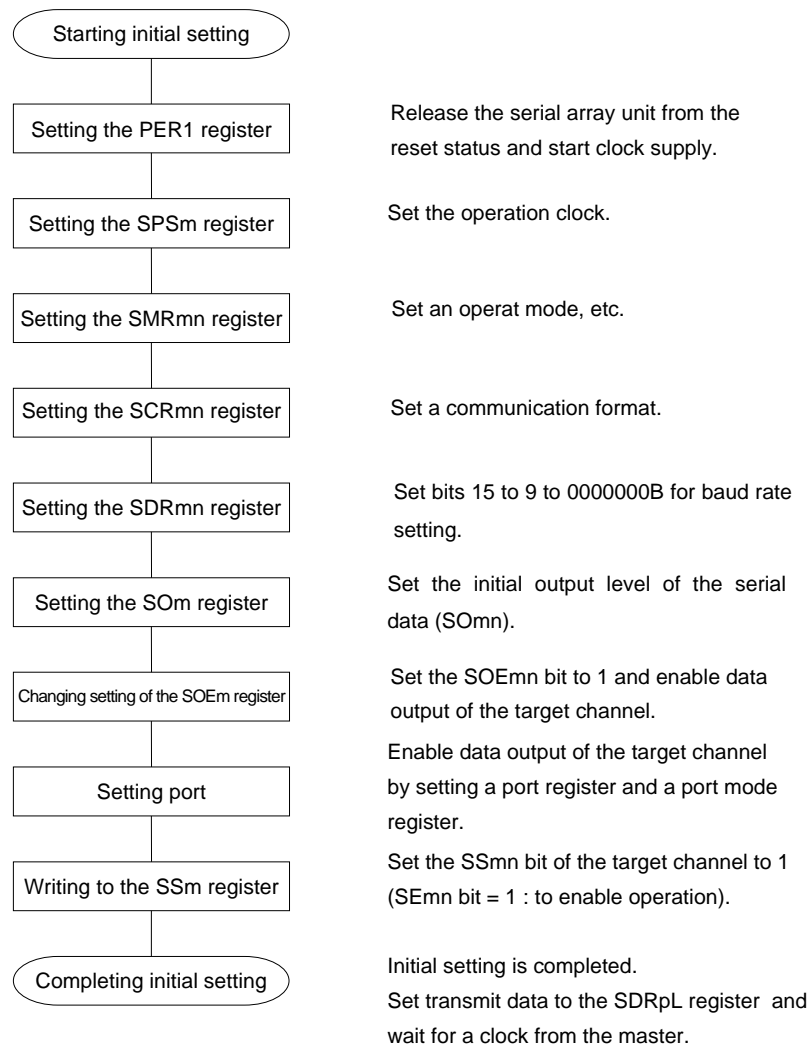 Starting initial setting
Setting the PER1 register
Release the serial array unit from the
reset status and start clock supply.
Setting the SPSm register
Set the operation clock.
Setting the SMRmn register
Set an operat mode, etc.
Setting the SCRmn register
Set a communication format.
Setting the SDRmn register
Set bits 15 to 9 to 0000000B for baud rate
setting.
Setting the SOm register
Set the initial output level of the serial
data (SOmn).
Changing setting of the SOEm register
Set the SOEmn bit to 1 and enable data
output of the target channel.
Setting port
Enable data output of the target channel
by setting a port register and a port mode
register.
Writing to the SSm register
Set the SSmn bit of the target channel to 1
(SEmn bit = 1 : to enable operation).
Completing initial setting
Initial setting is completed.
Set transmit data to the SDRpL register and
wait for a clock from the master.